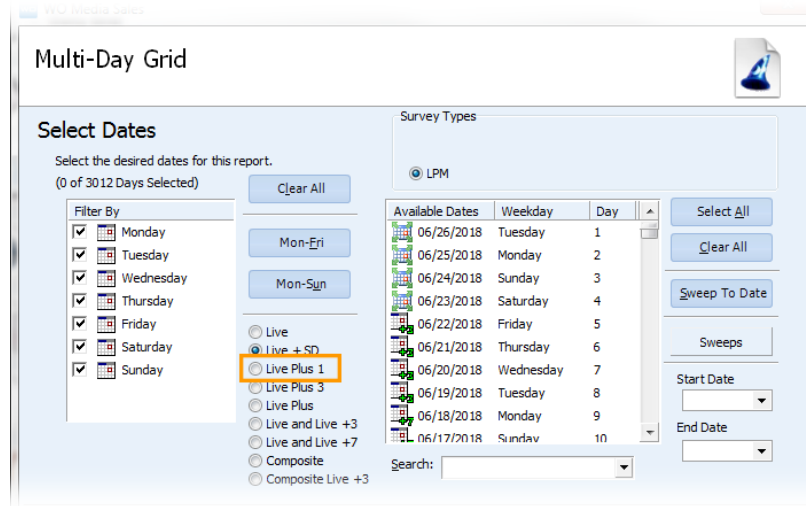 WO Media Sales
Multi-Day Grid
Select Dates
Select the desired dates for this report.
(0 of 3012 Days Selected)
Clear All
Filter By
Monday
Tuesday
Wednesday
Thursday
Friday
Saturday
Sunday
Mon-Fri
Mon-Sun
Live
Live + SD
Live Plus 1
Live Plus 3
Live Plus
Live and Live +3
Live and Live +7
Composite
Composite Live +3
Survey Types
LPM
Available Dates Weekday Day
06/26/2018 Tuesday 1
06/25/2018 Monday 2
06/24/2018 Sunday 3
06/23/2018 Saturday 4
06/22/2018 Friday 5
06/21/2018 Thursday 6
06/20/2018 Wednesday 7
06/19/2018 Tuesday 8
06/18/2018 Monday 9
06/17/2018 Sunday 10
Search:
Select All
Clear All
Sweep To Date
Sweeps
Start Date
End Date